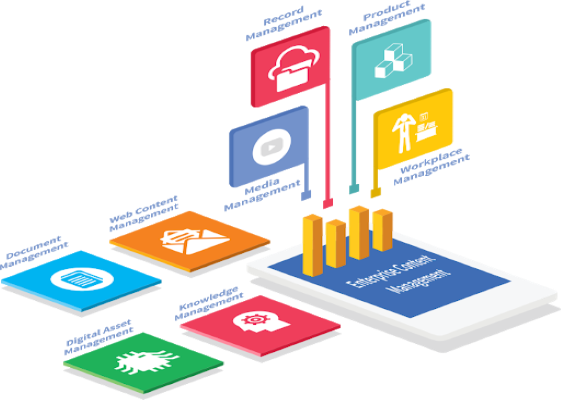 Record
Management
Product
Management
Media
Management
Workplace
Management
Web Content
Management
Document
Management
Enterprise Content
Management
Knowledge
Management
Digital Asset
Management